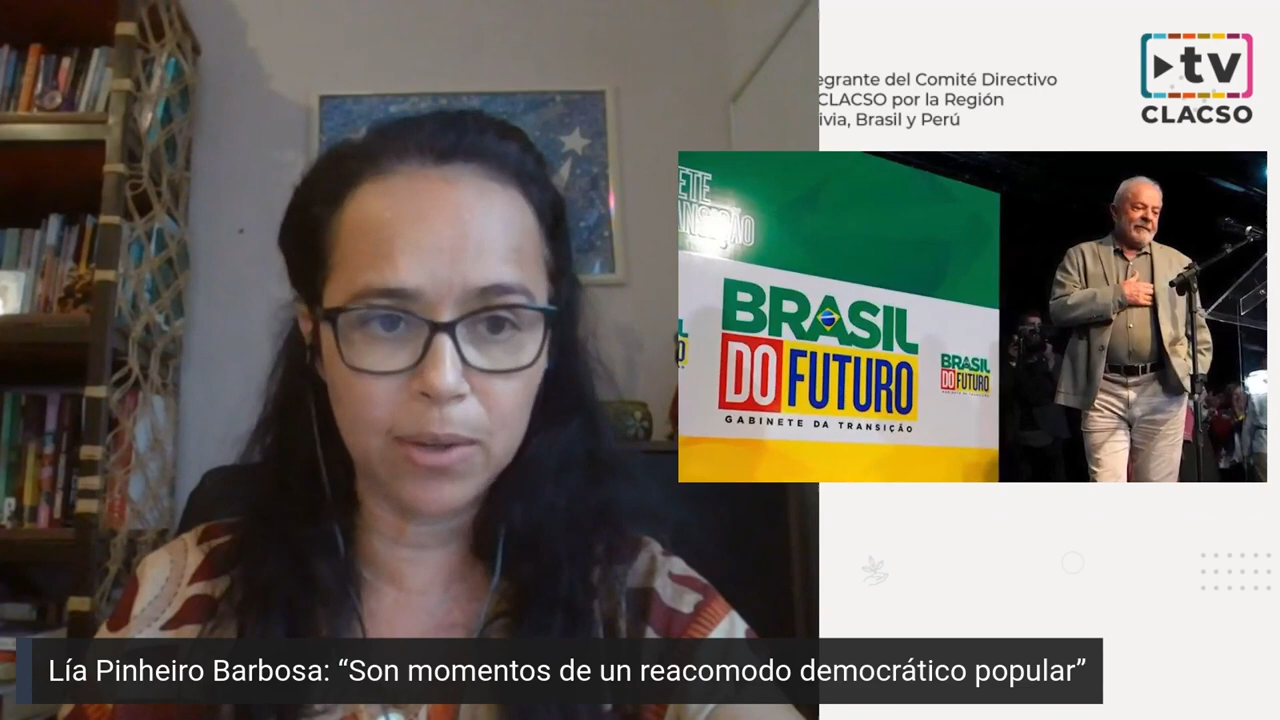 egrante del Comité Directivo
CLACSO por la Región
ivia, Brasil y Perú
tv
CLACSO
ETE
ANSIÇÃO
BRASIL
DO FUTURO
GABINETE DA TRANSIÇÃO
BRASIL
DO FUTURO
Lía Pinheiro Barbosa: “Son momentos de un reacomodo democrático popular”